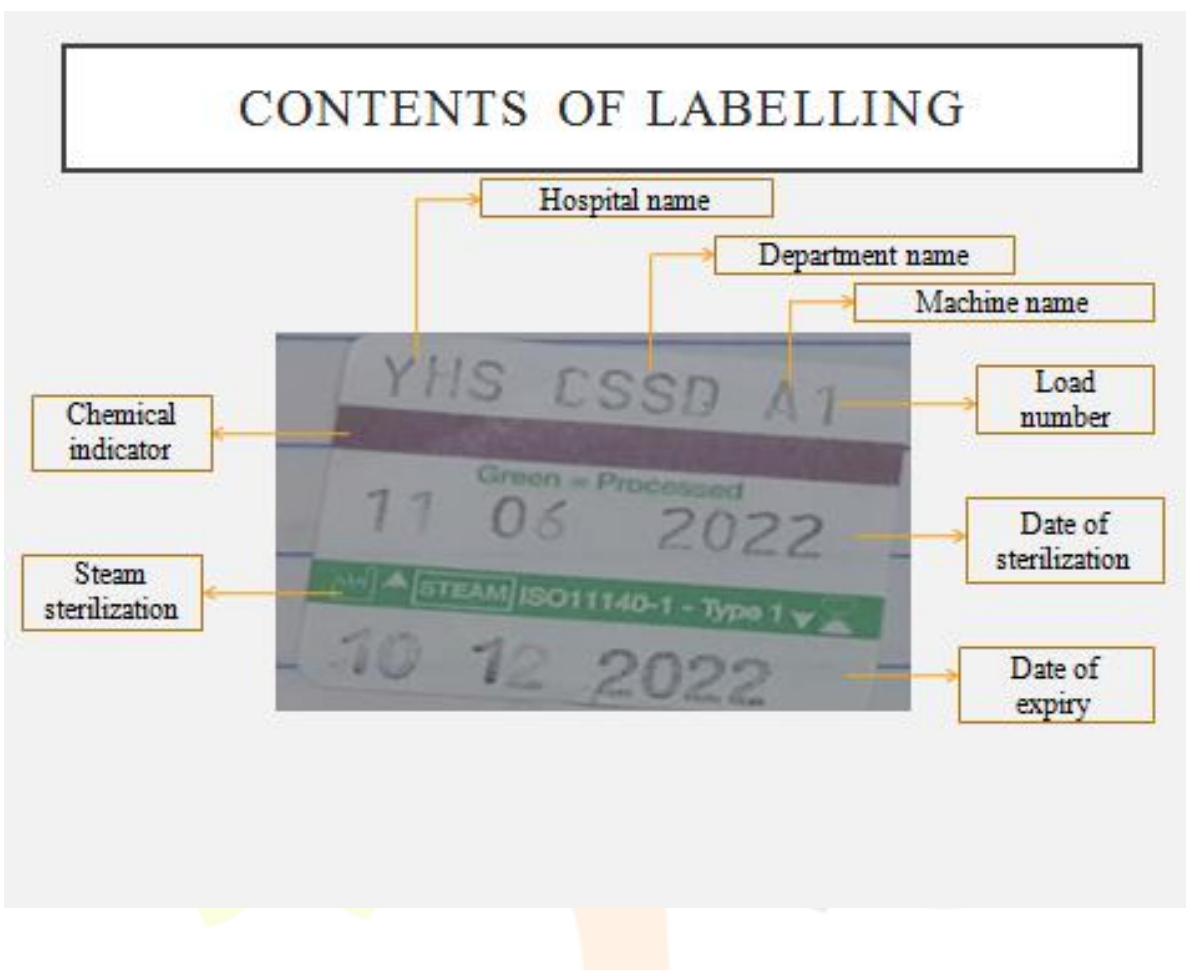 CONTENTS OF LABELLING
Hospital name
Department name
Machine name
YHS CSSD A1
Load
number
Chemical
indicator
Green = Processed
11 06 2022
Date of
sterilization
Steam
sterilization
STEAM ISO11140-1 - Type 1
10 12 2022
Date of
expiry